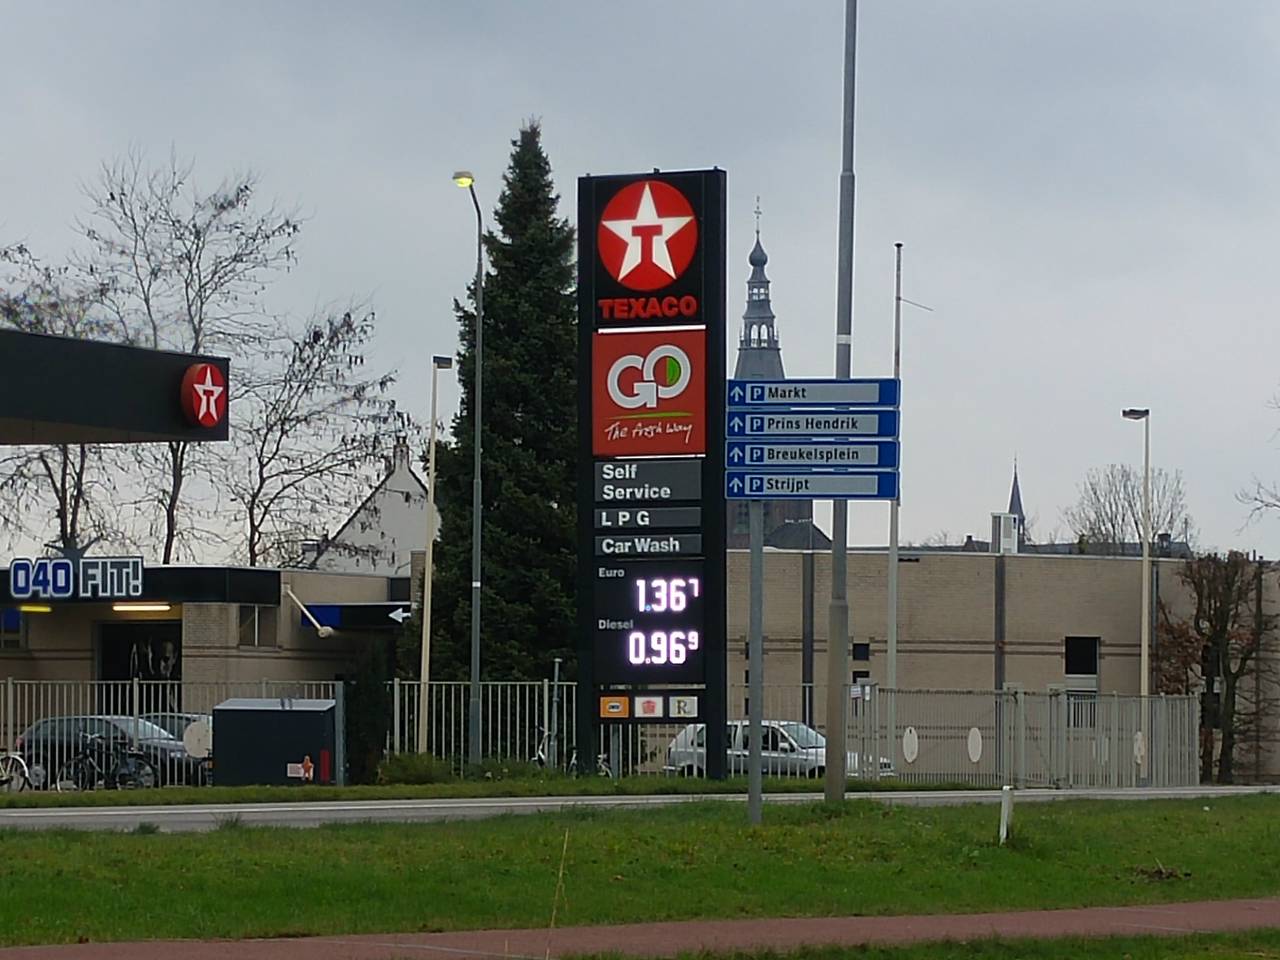 T
TEXACO
GO
The fresh way
Self
Service
LPG
Car Wash
Euro
1.36⁷
Diesel
0.96⁹
P Markt
P Prins Hendrik
P Breukelsplein
P Strijpt
T
040 FIT!